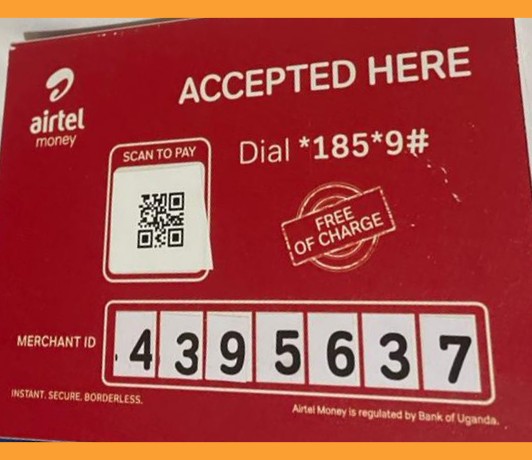 airtel
money
ACCEPTED HERE
SCAN TO PAY
Dial *185*9#
FREE
OF CHARGE
MERCHANT ID
4395637
INSTANT. SECURE. BORDERLESS.
Airtel Money is regulated by Bank of Uganda.